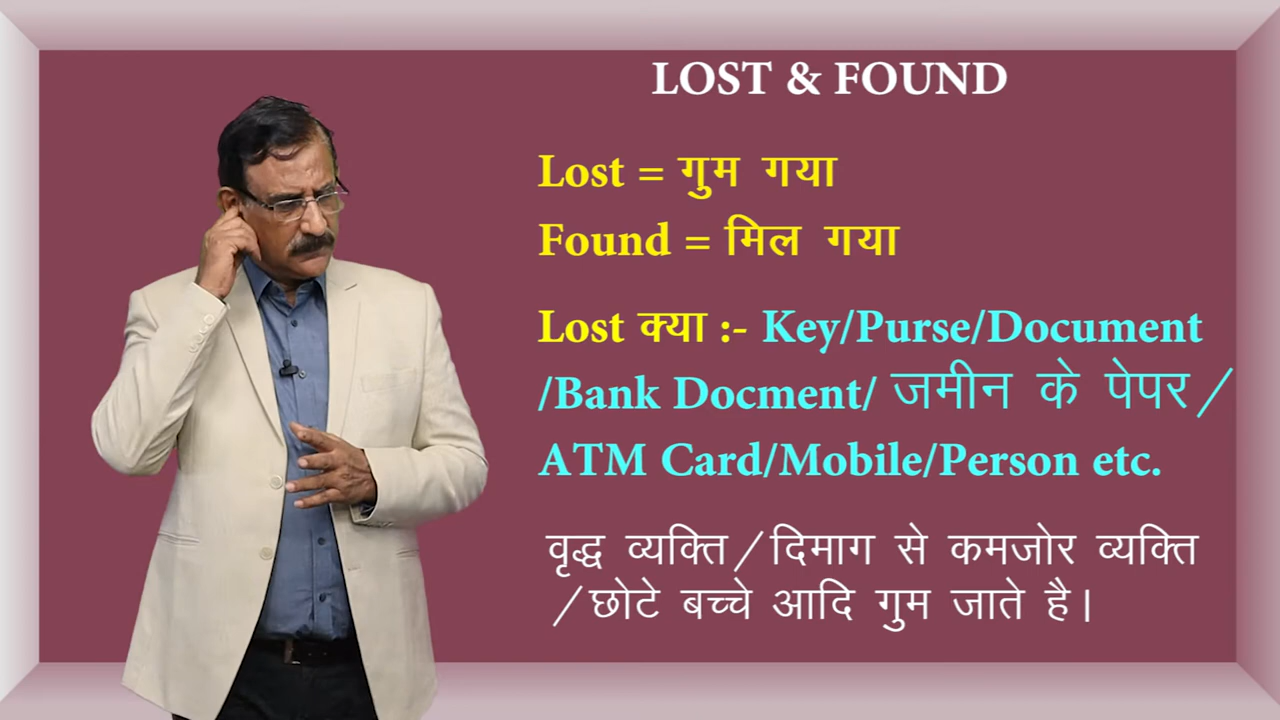 LOST & FOUND
Lost = गुम गया
Found = मिल गया
Lost क्या :- Key/Purse/Document
/Bank Docment/ जमीन के पेपर/
ATM Card/Mobile/Person etc.
वृद्ध व्यक्ति/दिमाग से कमजोर व्यक्ति
/छोटे बच्चे आदि गुम जाते है।